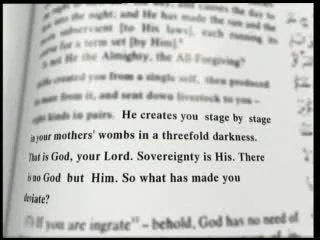 night; and He has made the sun and the
subservient [to His laws], each running its
for a term set [by Him]."
is not He the Almighty, the All-Forgiving?
created you from a single self, then produced
mate from it, and sent down livestock to you –
eight kinds in pairs. He creates you stage by stage
in your mothers' wombs in a threefold darkness.
That is God, your Lord. Sovereignty is His. There
is no God but Him. So what has made you
deviate?
If you are ingrate" – behold, God has no need of